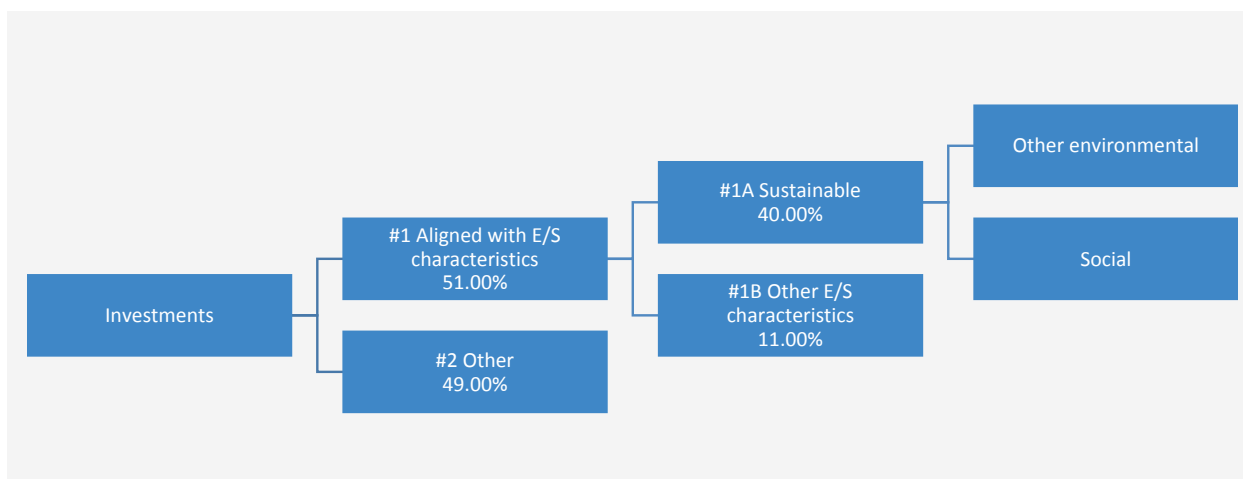 Investments
#1 Aligned with E/S
characteristics
51.00%
#2 Other
49.00%
#1A Sustainable
40.00%
#1B Other E/S
characteristics
11.00%
Other environmental
Social